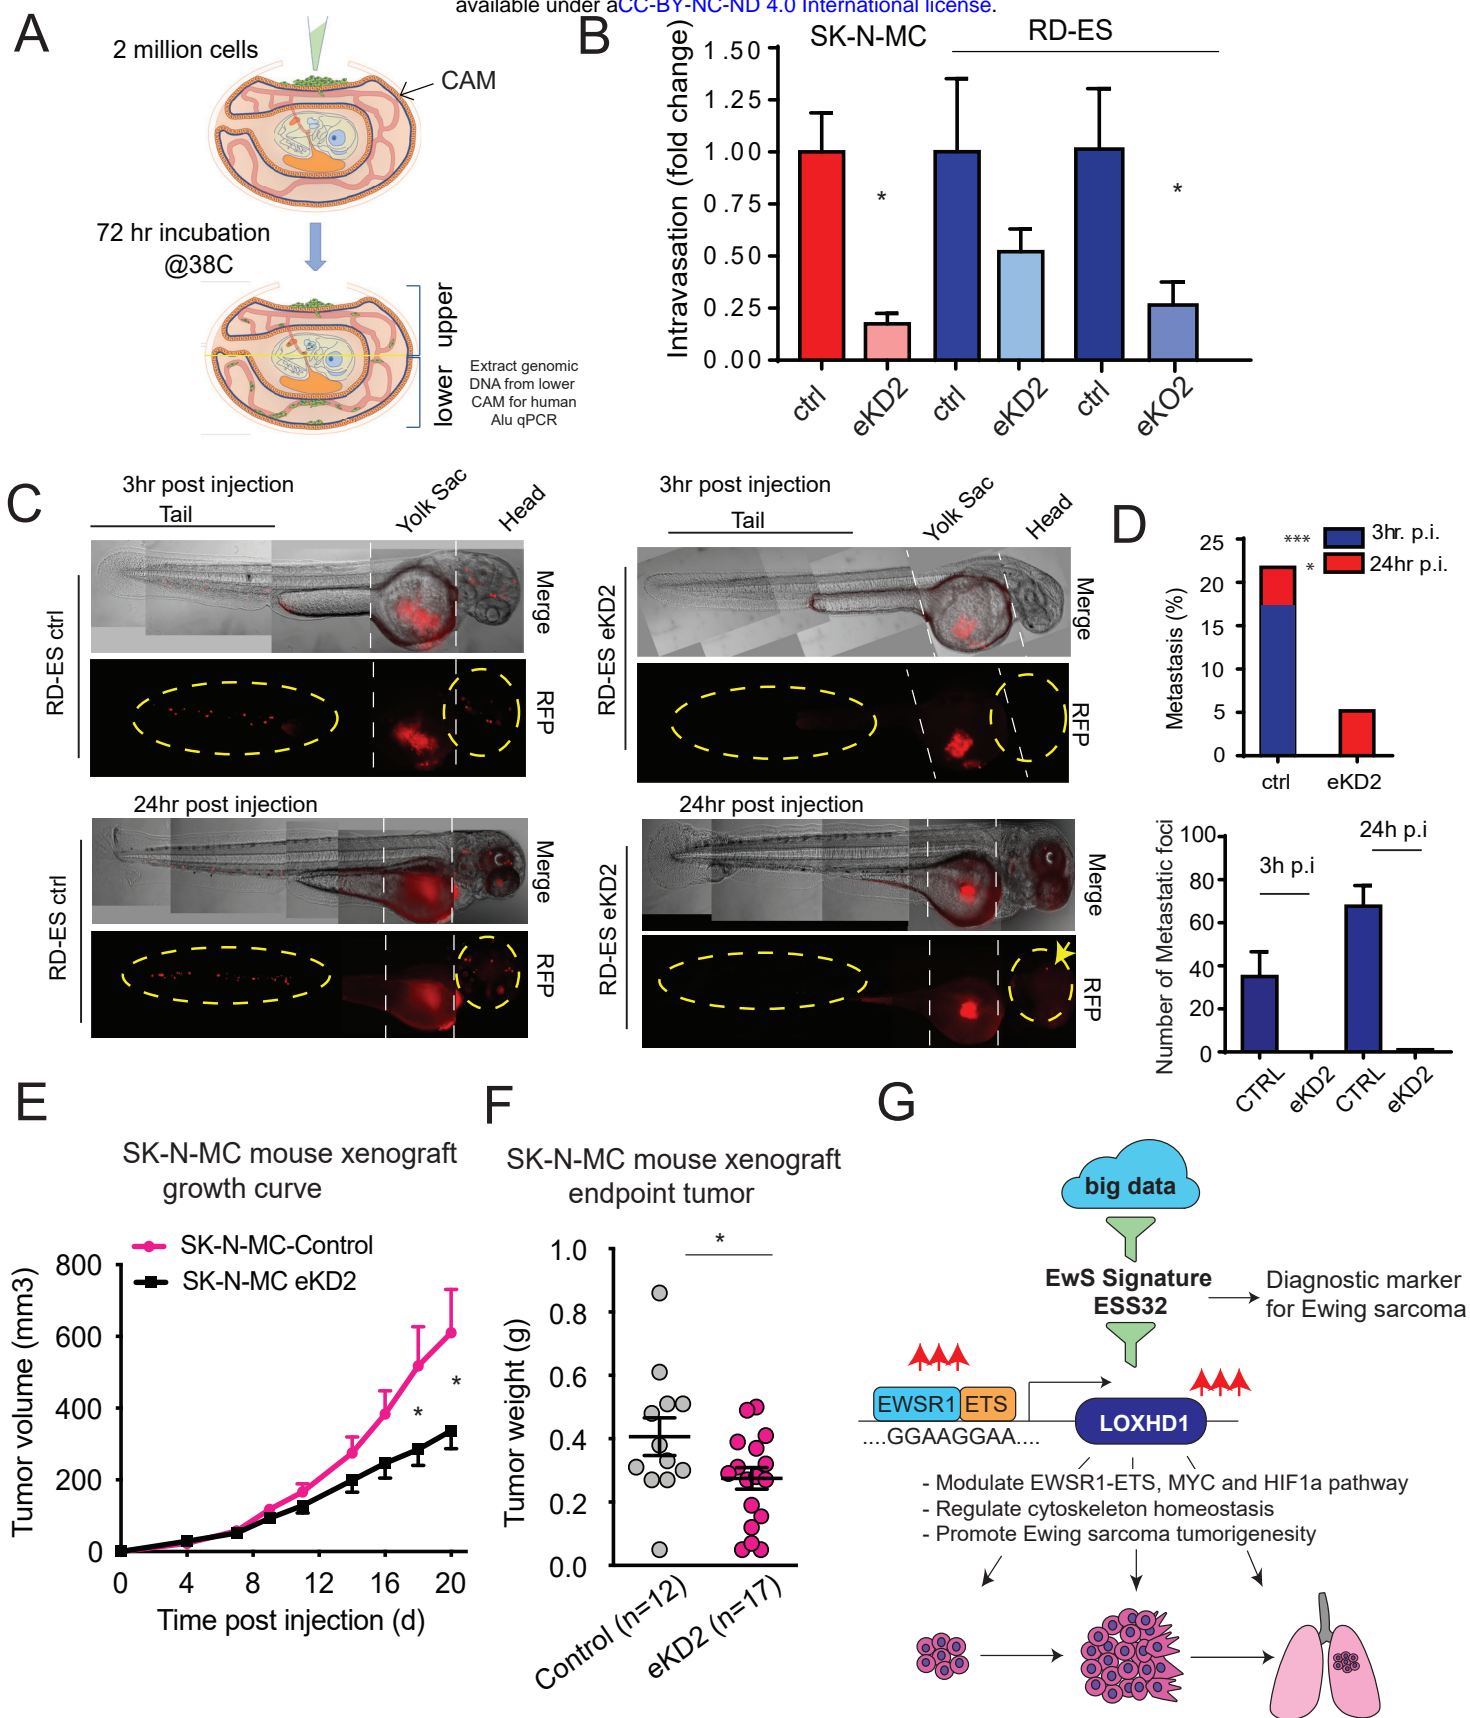 available under aCC-BY-NC-ND 4.0 International license.
A
2 million cells
CAM
72 hr incubation
@38C
upper
lower
Extract genomic
DNA from lower
CAM for human
Alu qPCR
B
SK-N-MC
RD-ES
Intravasation (fold change)
1.50
1.25
1.00
0.75
0.50
0.25
0.00
*
*
ctrl
eKD2
ctrl
eKD2
ctrl
eKO2
C
3hr post injection
Tail
Yolk Sac
Head
RD-ES ctrl
Merge
RFP
3hr post injection
Tail
Yolk Sac
Head
RD-ES eKD2
Merge
RFP
24hr post injection
RD-ES ctrl
Merge
RFP
24hr post injection
RD-ES eKD2
Merge
RFP
D
*** 3hr. p.i.
* 24hr p.i.
Metastasis (%)
25
20
15
10
5
0
ctrl
eKD2
Number of Metastatic foci
100
80
60
40
20
0
3h p.i
24h p.i
CTRL
eKD2
CTRL
eKD2
E
SK-N-MC mouse xenograft
growth curve
SK-N-MC-Control
SK-N-MC eKD2
Tumor volume (mm3)
800
600
400
200
0
*
*
0 4 8 12 16 20
Time post injection (d)
F
SK-N-MC mouse xenograft
endpoint tumor
*
Tumor weight (g)
1.0
0.8
0.6
0.4
0.2
0.0
Control (n=12)
eKD2 (n=17)
G
big data
EwS Signature
ESS32
Diagnostic marker
for Ewing sarcoma
EWSR1 ETS
LOXHD1
....GGAAGGAA....
- Modulate EWSR1-ETS, MYC and HIF1a pathway
- Regulate cytoskeleton homeostasis
- Promote Ewing sarcoma tumorigenesity